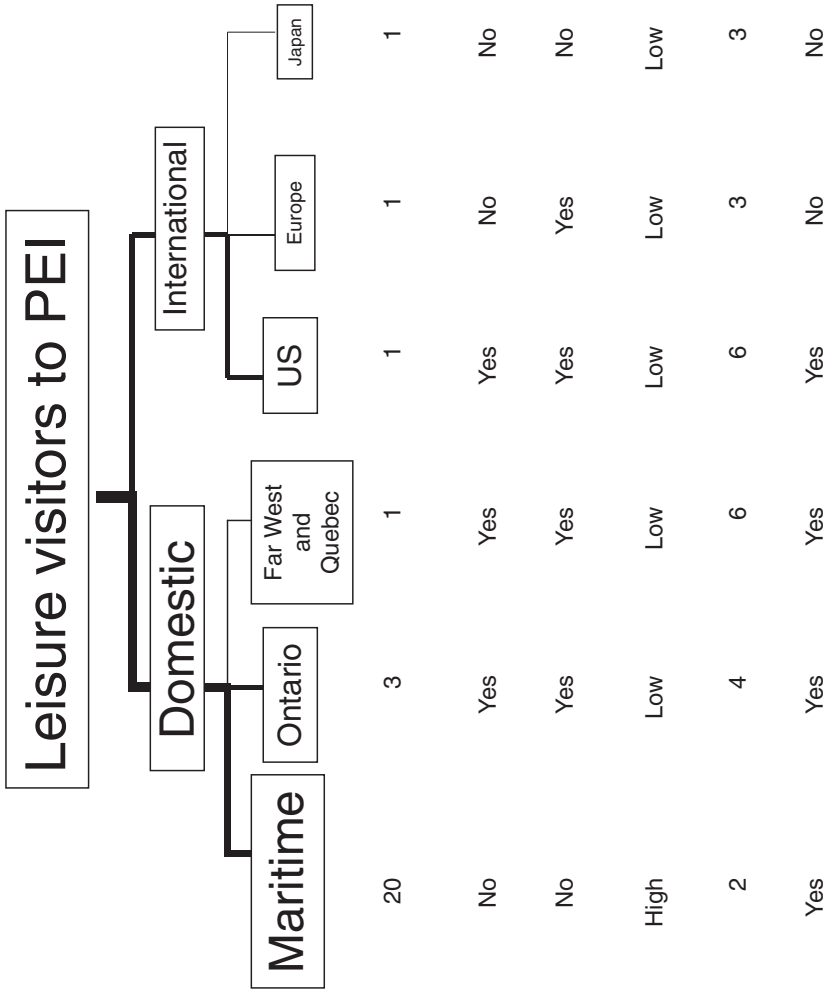 Leisure visitors to PEI
Domestic
International
Maritime
Ontario
Far West
and
Quebec
US
Europe
Japan
20 3 1 1 1 1
No Yes Yes Yes No No
No Yes Yes Yes Yes No
High Low Low Low Low Low
2 4 6 6 3 3
Yes Yes Yes Yes No No